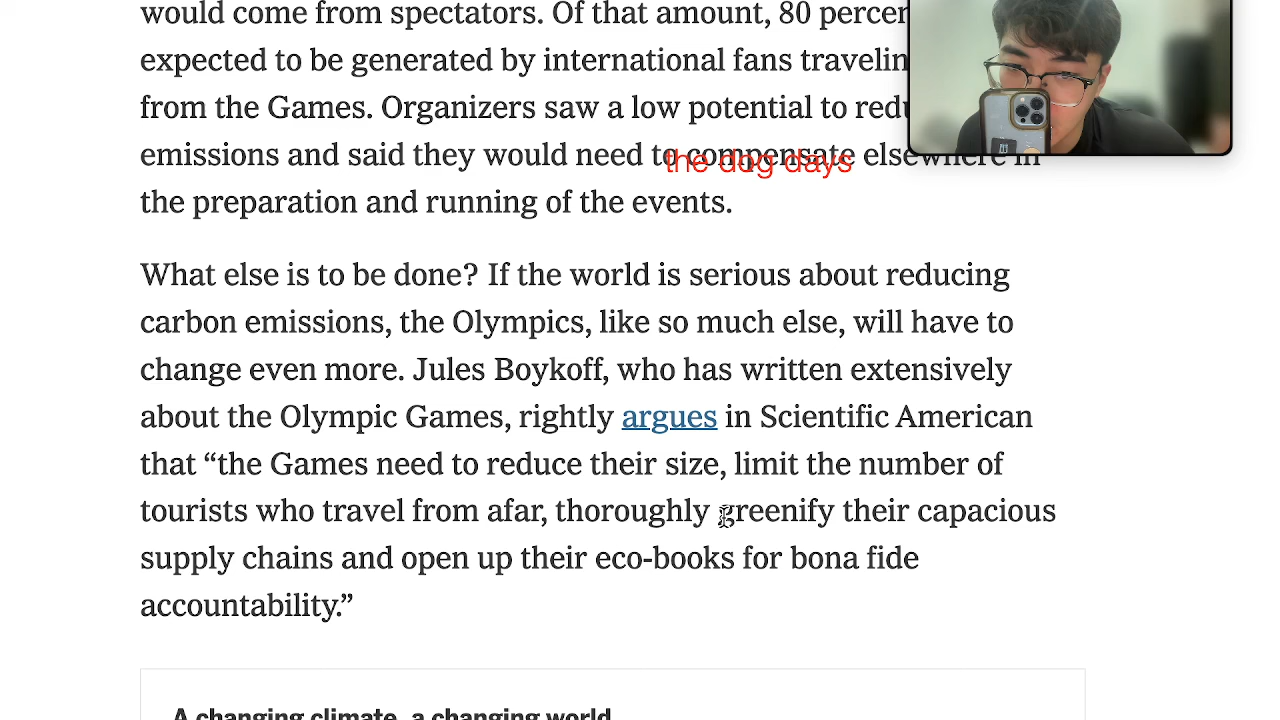 would come from spectators. Of that amount, 80
expected to be generated by international fans
from the Games. Organizers saw a low potential to
emissions and said they would need to compensate elsewhere in
the dog days
the preparation and running of the events.
What else is to be done? If the world is serious about reducing
carbon emissions, the Olympics, like so much else, will have to
change even more. Jules Boykoff, who has written extensively
about the Olympic Games, rightly argues in Scientific American
that “the Games need to reduce their size, limit the number of
tourists who travel from afar, thoroughly greenify their capacious
supply chains and open up their eco-books for bona fide
accountability.”
A changing climate, a changing world